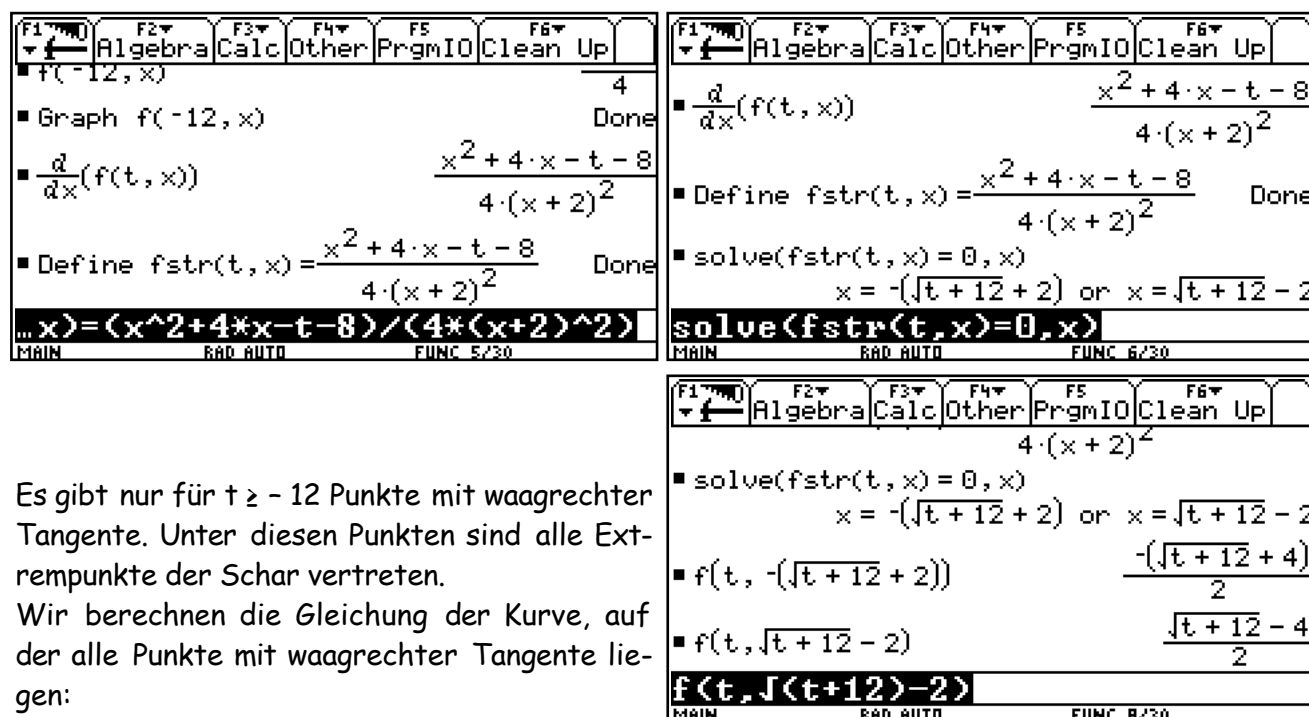 F1 F2 F3 F4 F5 F6
Algebra Calc Other PrgmIO Clean Up
▪ f(-12, x) 4
▪ Graph f(-12, x) Done
▪ d/dx(f(t, x)) (x^2 + 4·x - t - 8)/(4·(x + 2)^2)
▪ Define fstr(t, x) = (x^2 + 4·x - t - 8)/(4·(x + 2)^2) Done
…x)=(x^2+4*x-t-8)/(4*(x+2)^2)
MAIN RAD AUTO FUNC 5/30
F1 F2 F3 F4 F5 F6
Algebra Calc Other PrgmIO Clean Up
▪ d/dx(f(t, x)) (x^2 + 4·x - t - 8)/(4·(x + 2)^2)
▪ Define fstr(t, x) = (x^2 + 4·x - t - 8)/(4·(x + 2)^2) Done
▪ solve(fstr(t, x) = 0, x)
x = -(√(t + 12) + 2) or x = √(t + 12) - 2
solve(fstr(t,x)=0,x)
MAIN RAD AUTO FUNC 6/30
Es gibt nur für t ≥ – 12 Punkte mit waagrechter
Tangente. Unter diesen Punkten sind alle Ext-
rempunkte der Schar vertreten.
Wir berechnen die Gleichung der Kurve, auf
der alle Punkte mit waagrechter Tangente lie-
gen:
F1 F2 F3 F4 F5 F6
Algebra Calc Other PrgmIO Clean Up
4·(x + 2)^2
▪ solve(fstr(t, x) = 0, x)
x = -(√(t + 12) + 2) or x = √(t + 12) - 2
▪ f(t, -(√(t + 12) + 2)) -(√(t + 12) + 4)/2
▪ f(t, √(t + 12) - 2) (√(t + 12) - 4)/2
f(t,√(t+12)-2)
MAIN RAD AUTO FUNC 8/30